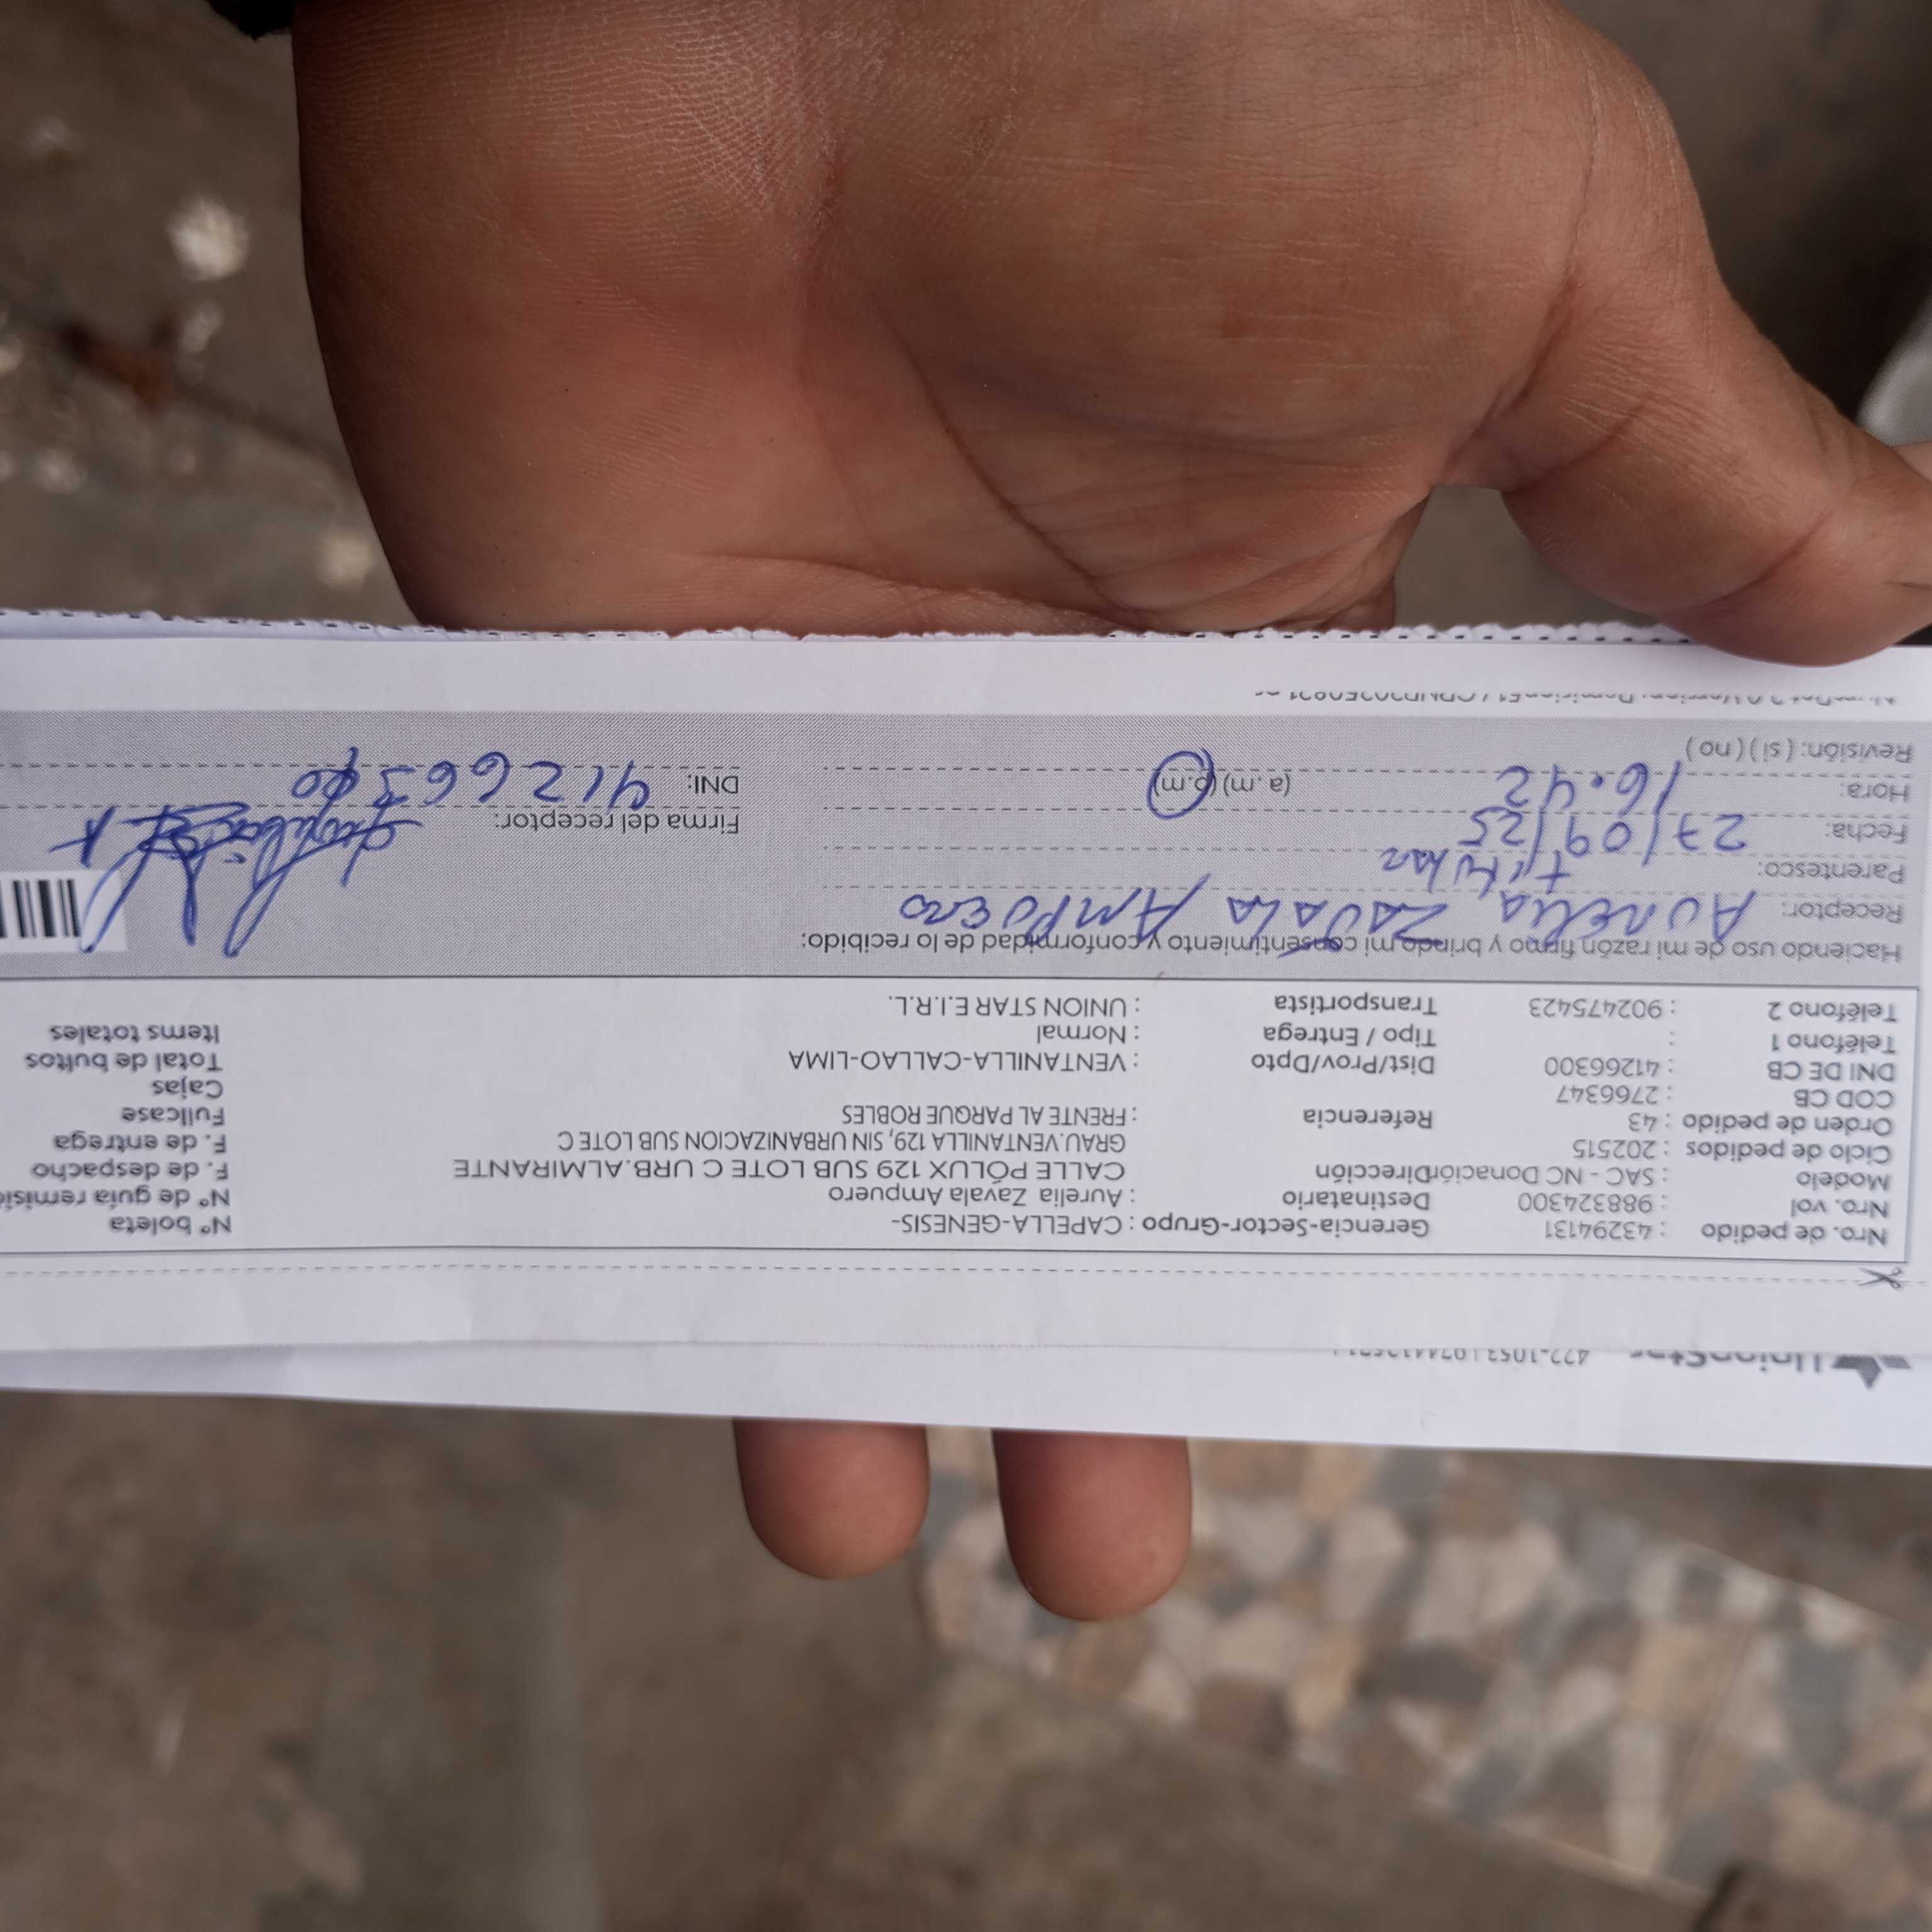 UnionStar 422-1053 |
Nro. de pedido : 43294131 Gerencia-Sector-Grupo : CAPELLA-GENESIS- N° boleta
Nro. vol : 988324300 Destinatario : Aurelia Zavala Ampuero N° de guía remisi
Modelo : SAC - NC Donación Dirección : CALLE PÓLUX 129 SUB LOTE C URB.ALMIRANTE F. de despacho
Ciclo de pedidos : 202515 GRAU.VENTANILLA 129, SIN URBANIZACION SUB LOTE C F. de entrega
Orden de pedido : 43 Referencia : FRENTE AL PARQUE ROBLES Fullcase
COD CB : 2766347 Cajas
DNI DE CB : 41266300 Dist/Prov/Dpto : VENTANILLA-CALLAO-LIMA Total de bultos
Teléfono 1 : Tipo / Entrega : Normal Items totales
Teléfono 2 : 902475423 Transportista : UNION STAR E.I.R.L.
Haciendo uso de mi razón firmo y brindo mi consentimiento y conformidad de lo recibido:
Receptor: Aurelia ZAVALA AMPUERO
Parentesco: titular
Fecha: 27/09/25 Firma del receptor:
Hora: 16.42 (a .m) (p.m) DNI: 41266300
Revisión: ( si ) ( no )